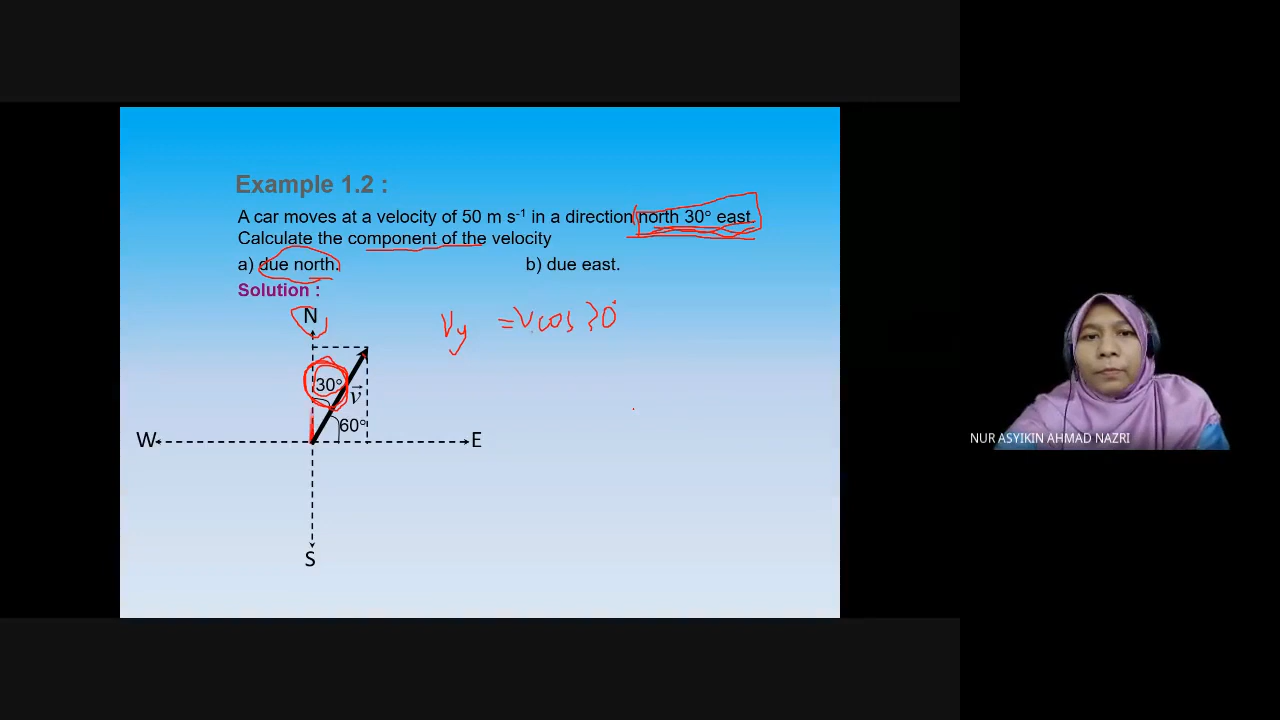 Example 1.2 :
A car moves at a velocity of 50 m s⁻¹ in a direction north 30° east.
Calculate the component of the velocity
a) due north. b) due east.
Solution :
N
Vy = V cos 30°
30°
v⃗
60°
W E
S
NUR ASYIKIN AHMAD NAZRI